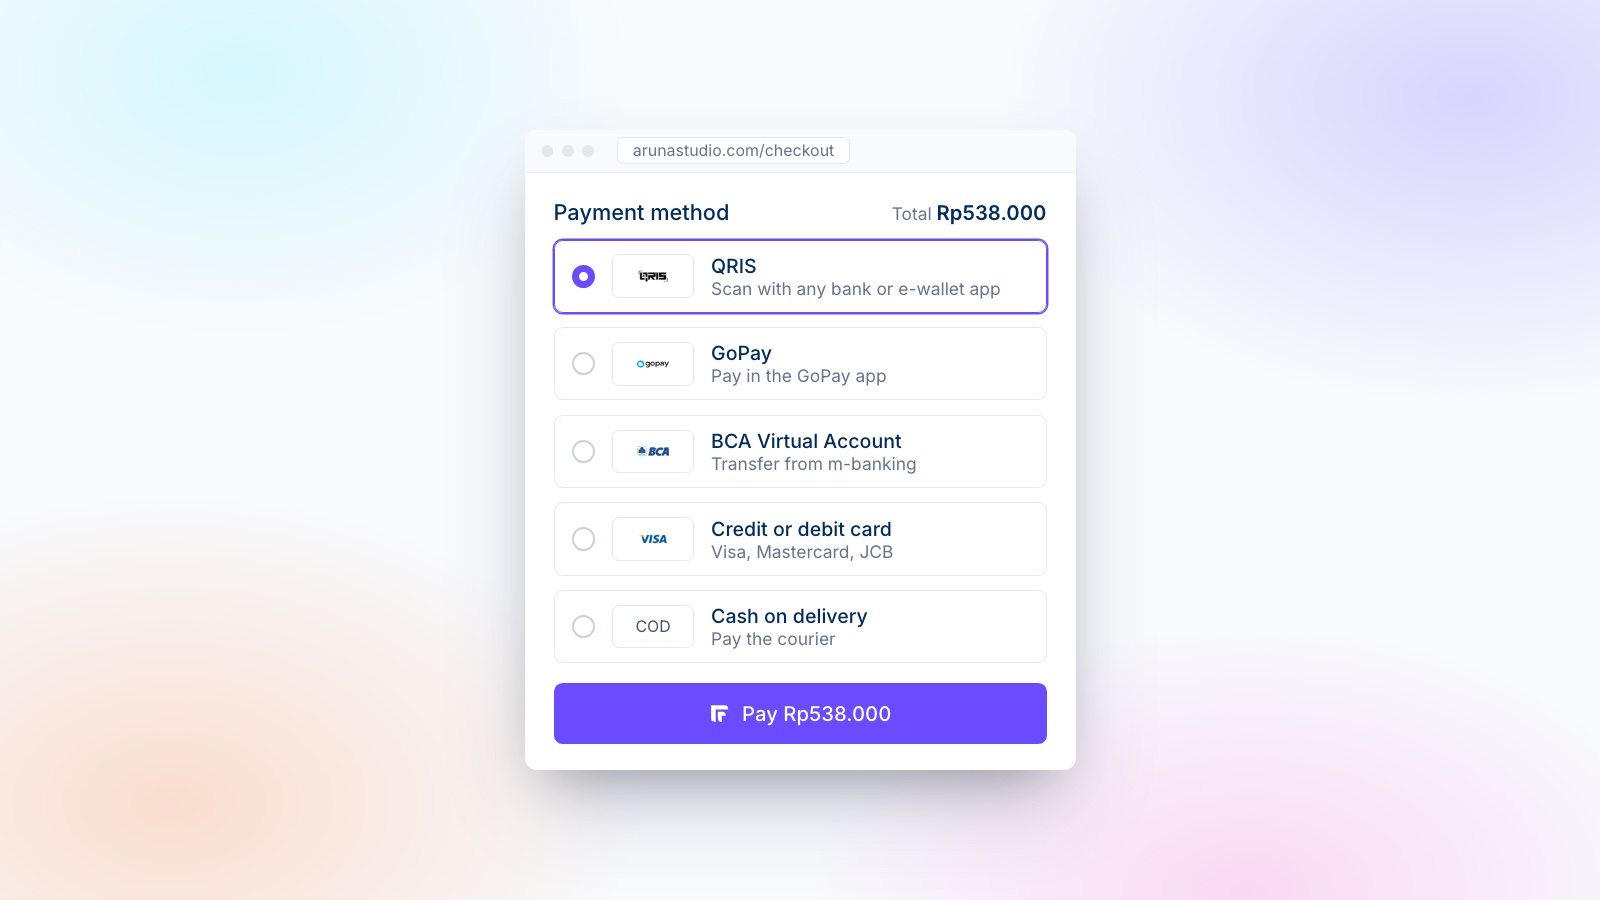 arunastudio.com/checkout
Payment method
Total Rp538.000
QRIS
QRIS
Scan with any bank or e-wallet app
gopay
GoPay
Pay in the GoPay app
BCA
BCA Virtual Account
Transfer from m-banking
VISA
Credit or debit card
Visa, Mastercard, JCB
COD
Cash on delivery
Pay the courier
Pay Rp538.000